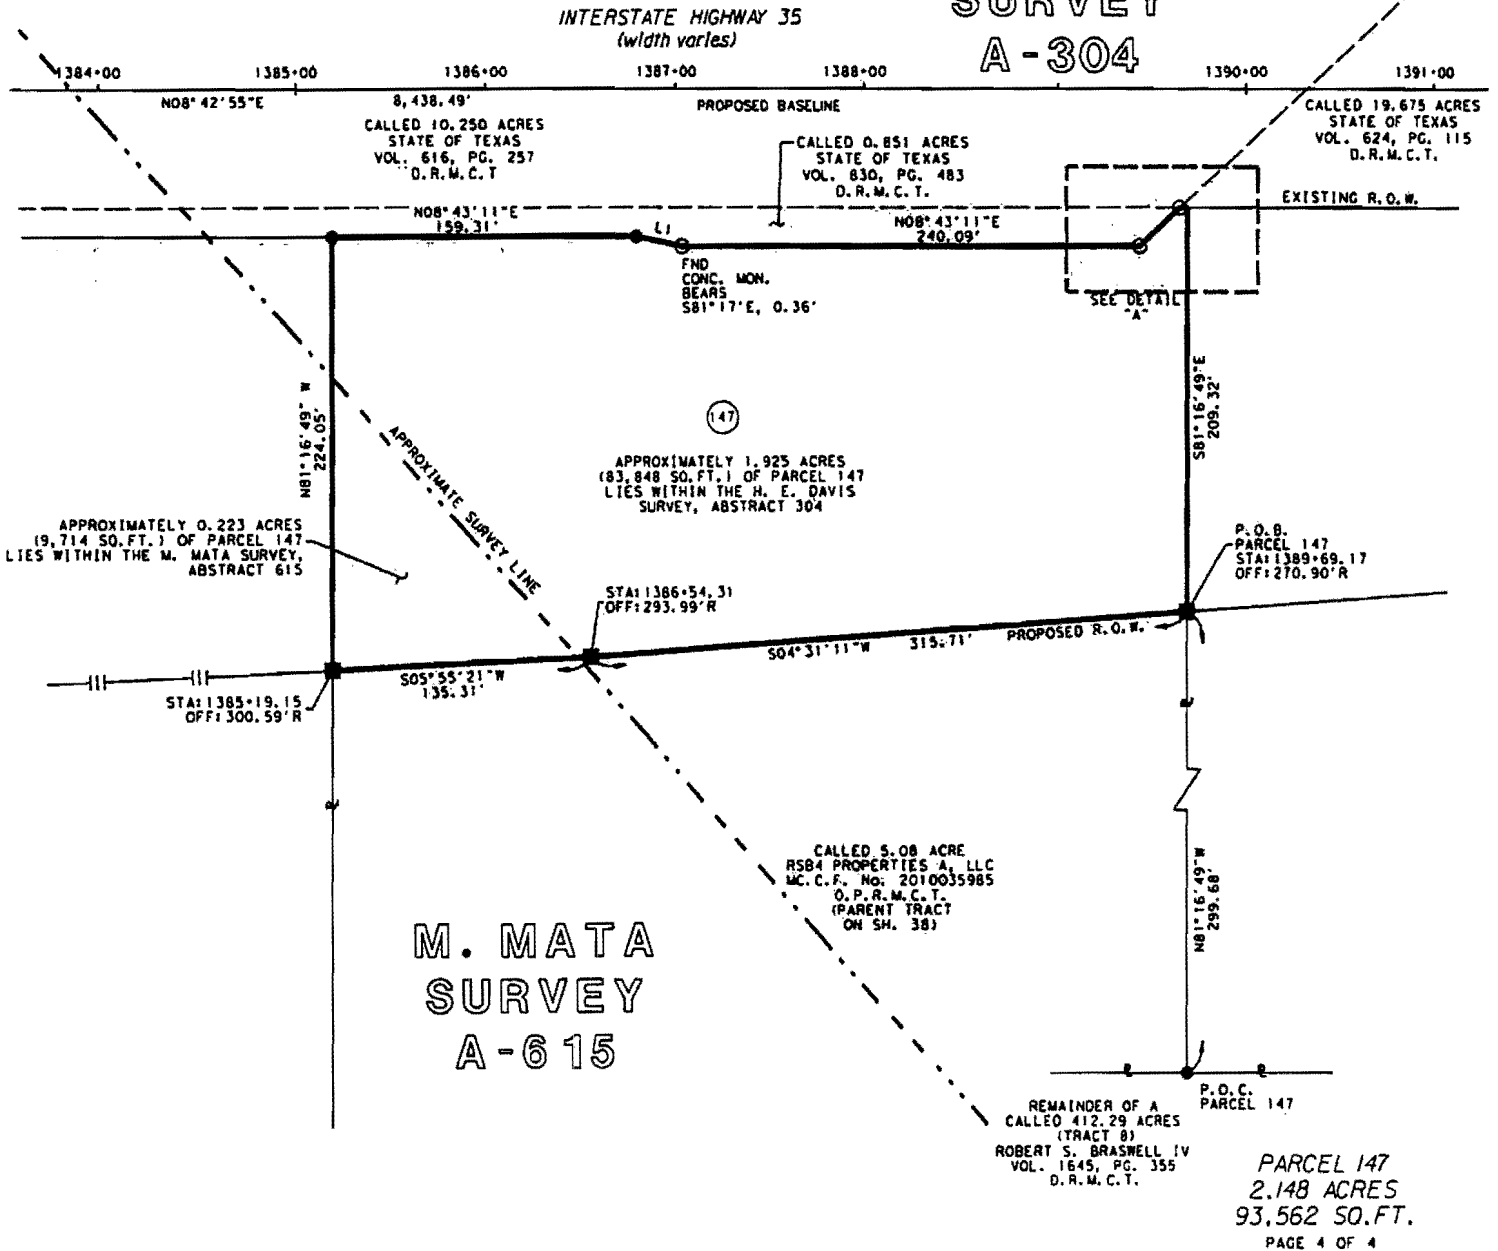 INTERSTATE HIGHWAY 35
(width varies)
SURVEY
A-304
1384+00
1385+00
1386+00
1387+00
1388+00
1390+00
1391+00
N08°42'55"E
8,438.49'
PROPOSED BASELINE
CALLED 10.250 ACRES
STATE OF TEXAS
VOL. 616, PG. 257
D.R.M.C.T
CALLED 0.851 ACRES
STATE OF TEXAS
VOL. 830, PG. 483
D.R.M.C.T.
CALLED 19.675 ACRES
STATE OF TEXAS
VOL. 624, PG. 115
D.R.M.C.T.
EXISTING R.O.W.
N08°43'11"E
159.31'
L1
N08°43'11"E
240.09'
FND
CONC. MON.
BEARS
S81°17'E, 0.36'
SEE DETAIL
"A"
N81°16'49"W
224.05'
S81°16'49"E
209.32'
APPROXIMATE SURVEY LINE
147
APPROXIMATELY 1.925 ACRES
(83,848 SQ.FT.) OF PARCEL 147
LIES WITHIN THE H. E. DAVIS
SURVEY, ABSTRACT 304
APPROXIMATELY 0.223 ACRES
(9,714 SQ.FT.) OF PARCEL 147
LIES WITHIN THE M. MATA SURVEY,
ABSTRACT 615
P.O.B.
PARCEL 147
STA:1389+69.17
OFF:270.90'R
STA:1386+54.31
OFF:293.99'R
S04°31'11"W 315.71'
PROPOSED R.O.W.
S05°55'21"W
135.31'
STA:1385+19.15
OFF:300.59'R
CALLED 5.08 ACRE
RSB4 PROPERTIES A, LLC
MC.C.F. No. 2010035985
O.P.R.M.C.T.
(PARENT TRACT
ON SH. 38)
N81°16'49"W
299.68'
M. MATA
SURVEY
A-615
P.O.C.
PARCEL 147
REMAINDER OF A
CALLED 412.29 ACRES
(TRACT 8)
ROBERT S. BRASWELL IV
VOL. 1645, PG. 355
D.R.M.C.T.
PARCEL 147
2.148 ACRES
93,562 SQ.FT.
PAGE 4 OF 4